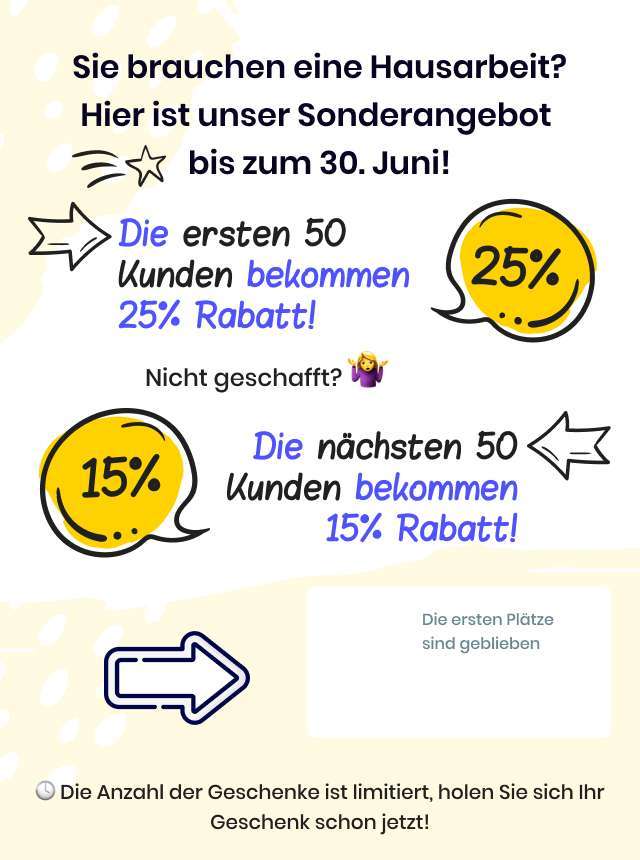 Sie brauchen eine Hausarbeit?
Hier ist unser Sonderangebot
bis zum 30. Juni!
Die ersten 50
Kunden bekommen
25% Rabatt!
25%
Nicht geschafft?
15%
Die nächsten 50
Kunden bekommen
15% Rabatt!
Die ersten Plätze
sind geblieben
Die Anzahl der Geschenke ist limitiert, holen Sie sich Ihr
Geschenk schon jetzt!